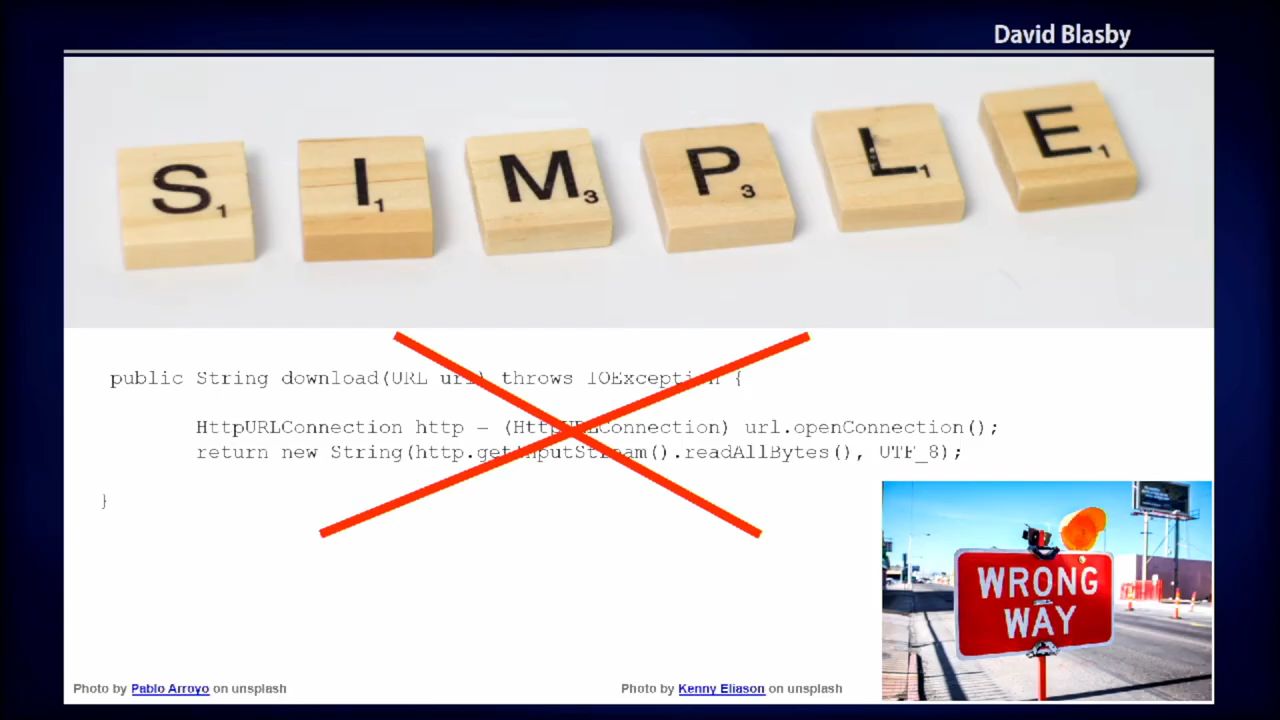 David Blasby
S1 I1 M3 P3 L1 E1
public String download(URL url) throws IOException {
HttpURLConnection http = (HttpURLConnection) url.openConnection();
return new String(http.getInputStream().readAllBytes(), UTF_8);
}
WRONG
WAY
Photo by Pablo Arroyo on unsplash
Photo by Kenny Eliason on unsplash